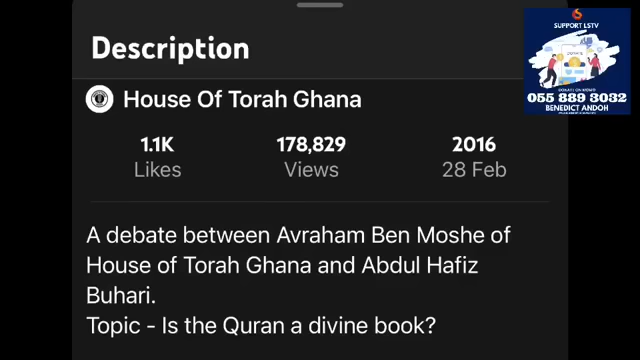 Description
House Of Torah Ghana
1.1K
178,829
2016
Likes
Views
28 Feb
A debate between Avraham Ben Moshe of
House of Torah Ghana and Abdul Hafiz
Buhari.
Topic - Is the Quran a divine book?
SUPPORT LSTV
DONATE
055 889 3032
BENEDICT ANDOH